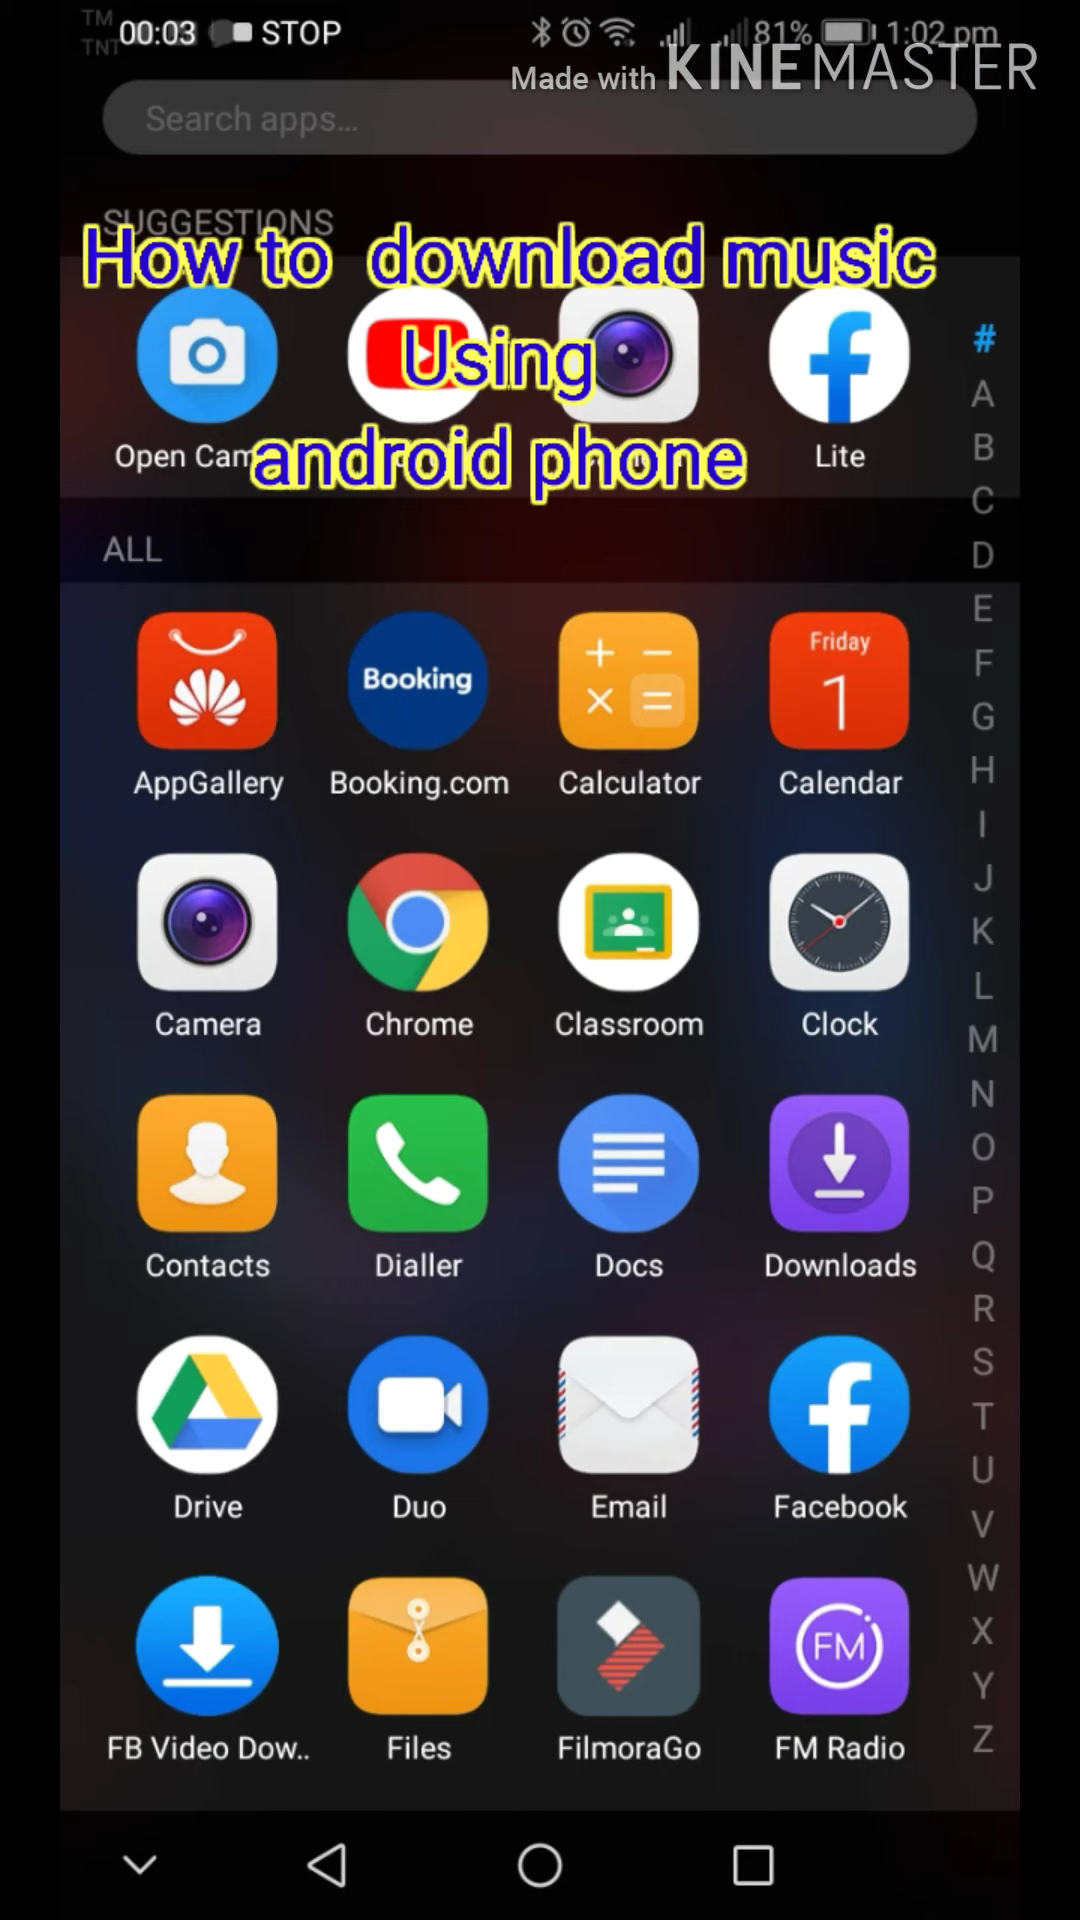 TM
TNT
00:03 STOP 81% 1:02 pm
Made with KINEMASTER
Search apps...
SUGGESTIONS
How to download music
Using
android phone
Open Cam
Lite
ALL
#
A
B
C
D
E
F
G
H
I
J
K
L
M
N
O
P
Q
R
S
T
U
V
W
X
Y
Z
Booking
Friday
1
AppGallery Booking.com Calculator Calendar
Camera Chrome Classroom Clock
Contacts Dialler Docs Downloads
Drive Duo Email Facebook
FM
FB Video Dow.. Files FilmoraGo FM Radio